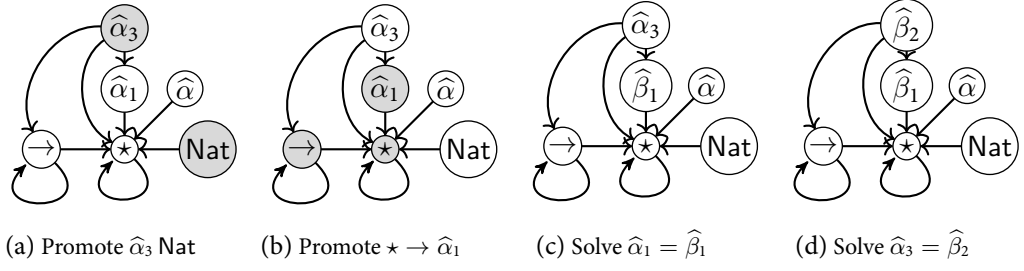 α̂₃ α̂₃ α̂₃ β̂₂
α̂₁ α̂ α̂₁ α̂ β̂₁ α̂ β̂₁ α̂
→ ⋆ Nat → ⋆ Nat → ⋆ Nat → ⋆ Nat
(a) Promote α̂₃ Nat (b) Promote ⋆ → α̂₁ (c) Solve α̂₁ = β̂₁ (d) Solve α̂₃ = β̂₂